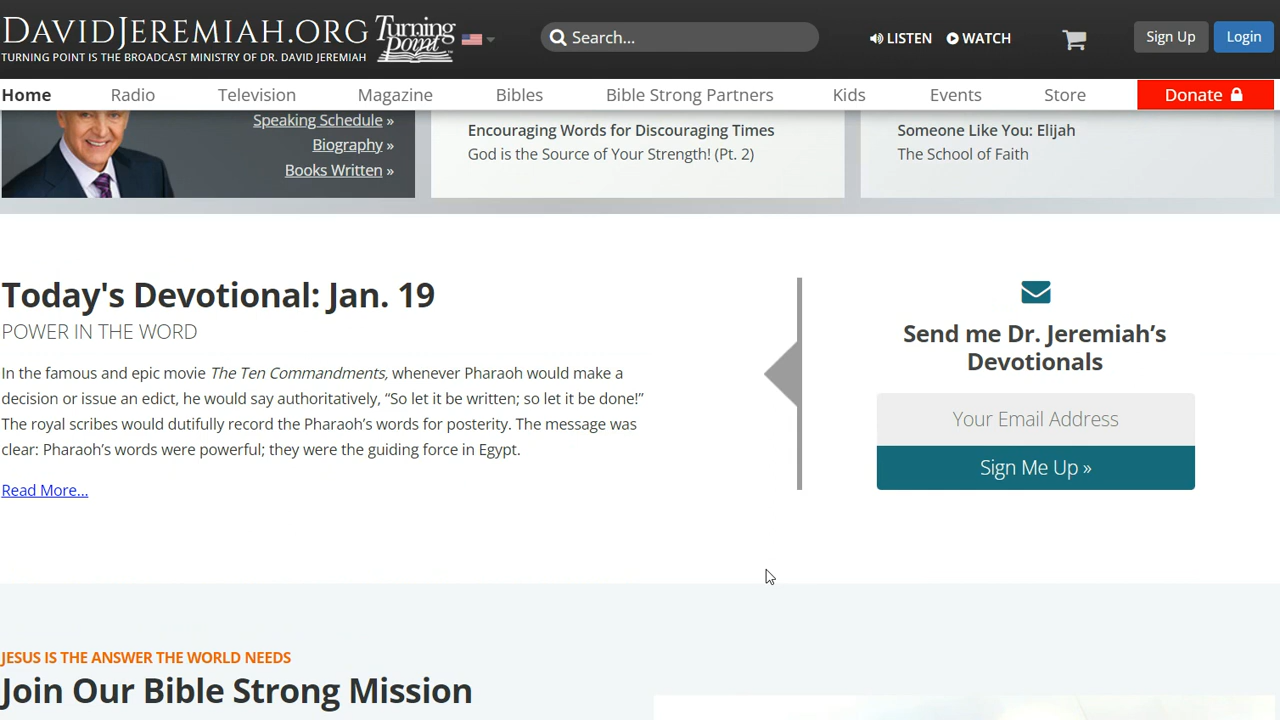 DAVIDJEREMIAH.ORG
TURNING POINT IS THE BROADCAST MINISTRY OF DR. DAVID JEREMIAH
Turning Point
Search...
LISTEN
WATCH
Sign Up
Login
Home
Radio
Television
Magazine
Bibles
Bible Strong Partners
Kids
Events
Store
Donate
Speaking Schedule »
Biography »
Books Written »
Encouraging Words for Discouraging Times
God is the Source of Your Strength! (Pt. 2)
Someone Like You: Elijah
The School of Faith
Today's Devotional: Jan. 19
POWER IN THE WORD
In the famous and epic movie The Ten Commandments, whenever Pharaoh would make a
decision or issue an edict, he would say authoritatively, “So let it be written; so let it be done!”
The royal scribes would dutifully record the Pharaoh’s words for posterity. The message was
clear: Pharaoh’s words were powerful; they were the guiding force in Egypt.
Read More...
Send me Dr. Jeremiah’s
Devotionals
Your Email Address
Sign Me Up »
JESUS IS THE ANSWER THE WORLD NEEDS
Join Our Bible Strong Mission